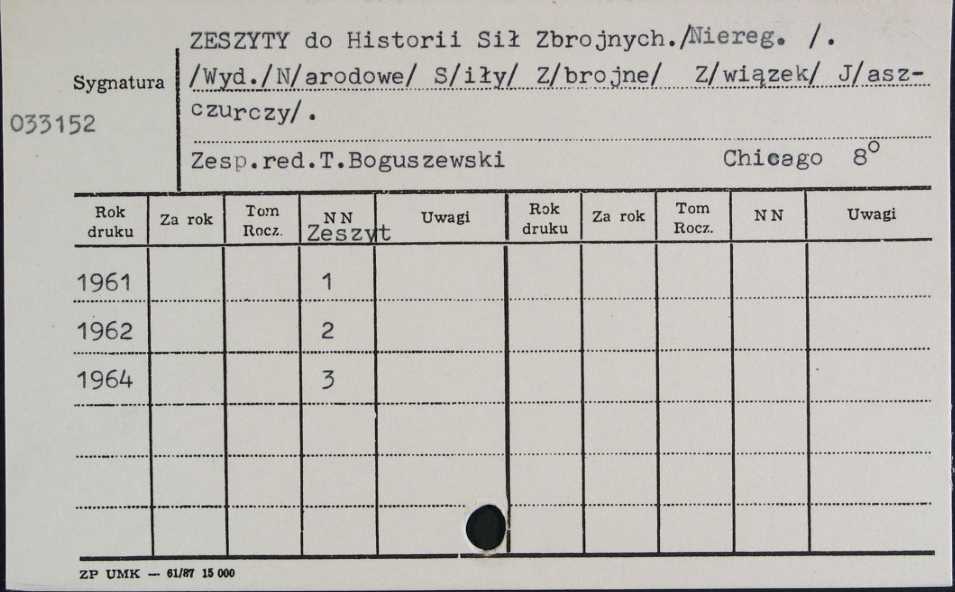 ZESZYTY do Historii Sił Zbrojnych./Niereg. /.
Sygnatura /Wyd./N/arodowe/ S/iły/ Z/brojne/ Z/wiązek/ J/asz-
033152 czurczy/.
Zesp.red.T.Boguszewski Chicago 8°
Rok druku Za rok Tom Rocz. NN Zeszyt Uwagi Rok druku Za rok Tom Rocz. NN Uwagi
1961 1
1962 2
1964 3
ZP UMK — 61/87 15 000